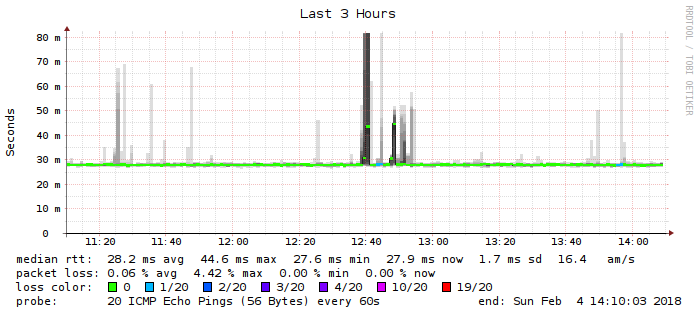 Last 3 Hours
RRDTOOL / TOBI OETIKER
Seconds
80 m
70 m
60 m
50 m
40 m
30 m
20 m
10 m
0
11:20 11:40 12:00 12:20 12:40 13:00 13:20 13:40 14:00
median rtt: 28.2 ms avg 44.6 ms max 27.6 ms min 27.9 ms now 1.7 ms sd 16.4 am/s
packet loss: 0.06 % avg 4.42 % max 0.00 % min 0.00 % now
loss color: 0 1/20 2/20 3/20 4/20 10/20 19/20
probe: 20 ICMP Echo Pings (56 Bytes) every 60s end: Sun Feb 4 14:10:03 2018